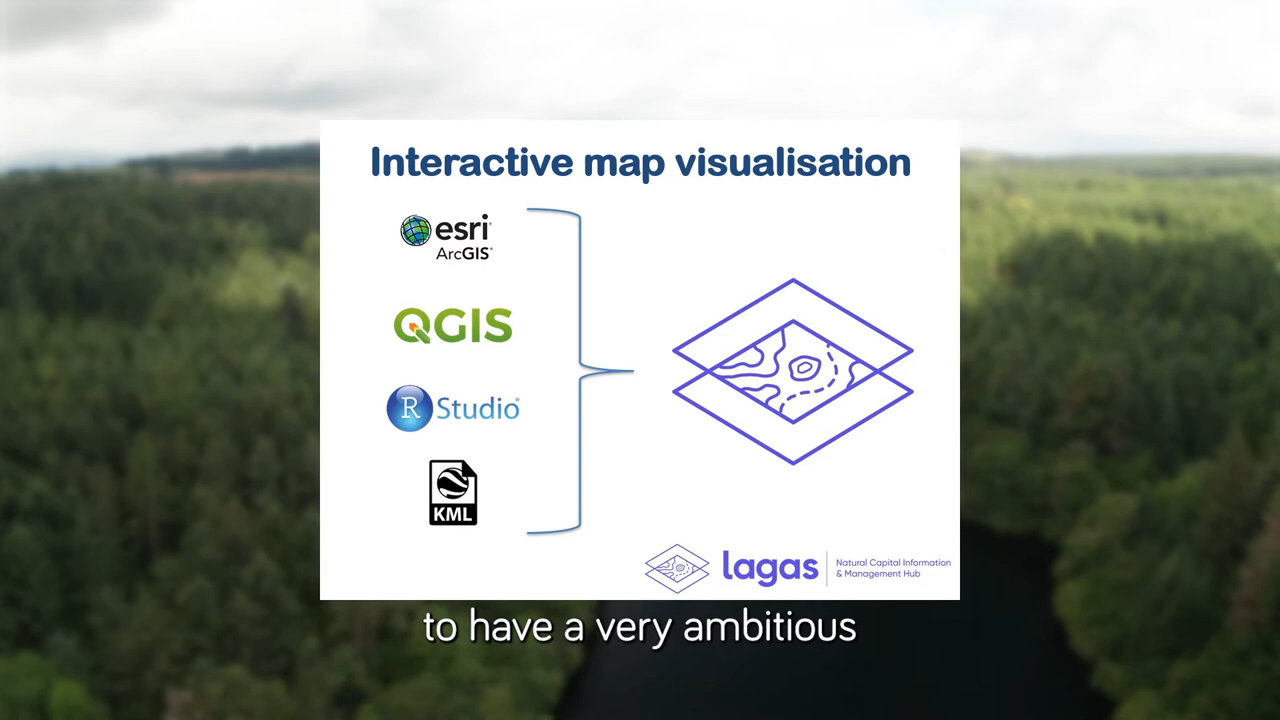 Interactive map visualisation
esri
ArcGIS
QGIS
R Studio
KML
lagas
Natural Capital Information
& Management Hub
to have a very ambitious